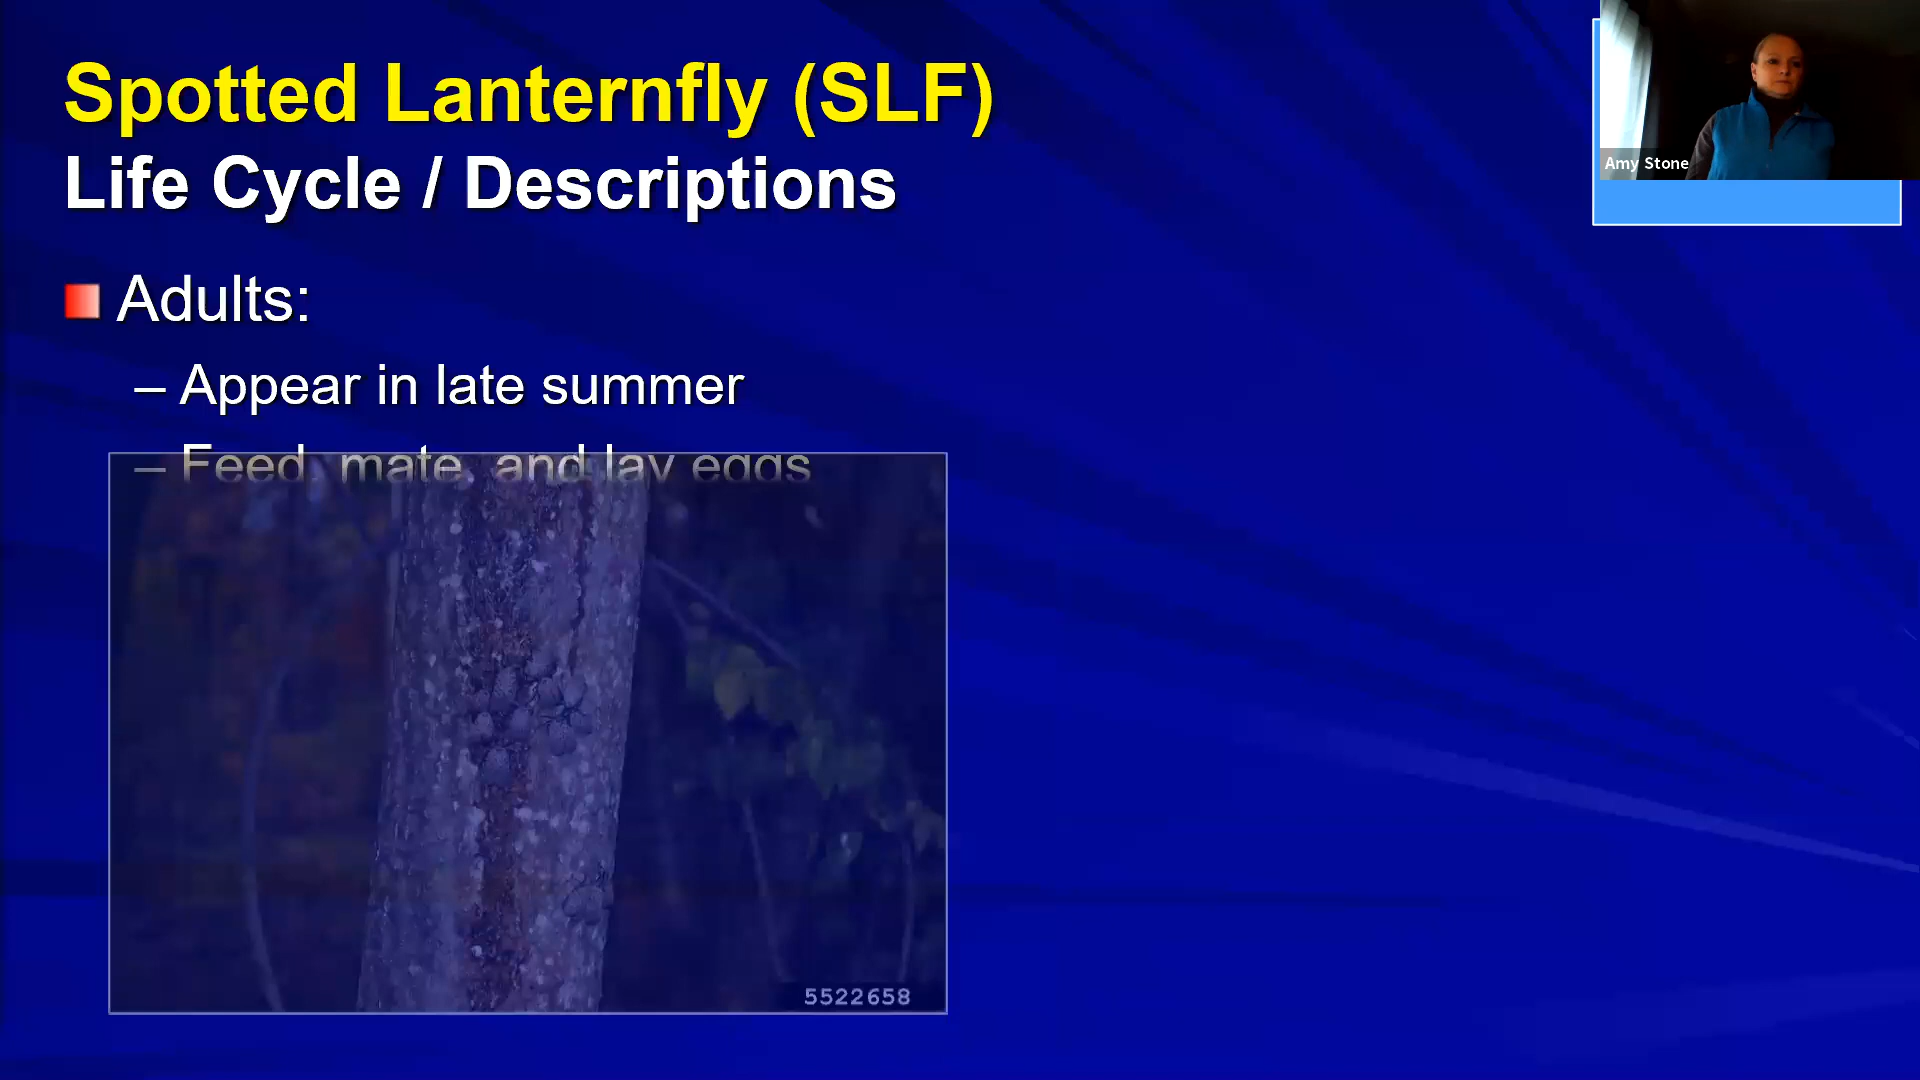 Spotted Lanternfly (SLF)
Life Cycle / Descriptions
Adults:
– Appear in late summer
– Feed, mate, and lay eggs
5522658
Amy Stone